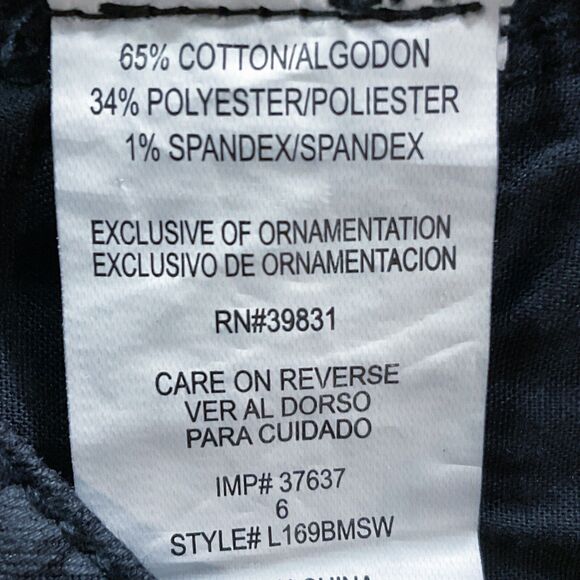 65% COTTON/ALGODON
34% POLYESTER/POLIESTER
1% SPANDEX/SPANDEX
EXCLUSIVE OF ORNAMENTATION
EXCLUSIVO DE ORNAMENTACION
RN#39831
CARE ON REVERSE
VER AL DORSO
PARA CUIDADO
IMP# 37637
6
STYLE# L169BMSW
CHINA